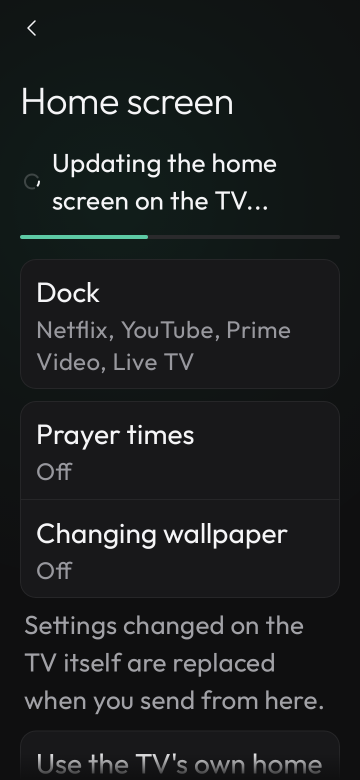 Home screen
Updating the home
screen on the TV...
Dock
Netflix, YouTube, Prime
Video, Live TV
Prayer times
Off
Changing wallpaper
Off
Settings changed on the
TV itself are replaced
when you send from here.
Use the TV's own home